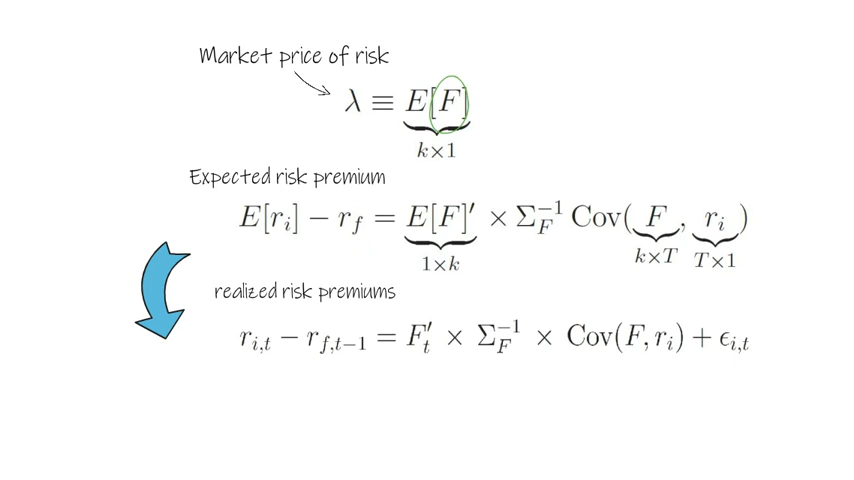 Market price of risk
λ ≡ E[F]
k×1
Expected risk premium
E[r_i] − r_f = E[F]′ × Σ_F^{−1} Cov(F, r_i)
1×k k×T T×1
realized risk premiums
r_{i,t} − r_{f,t−1} = F′_t × Σ_F^{−1} × Cov(F, r_i) + ϵ_{i,t}